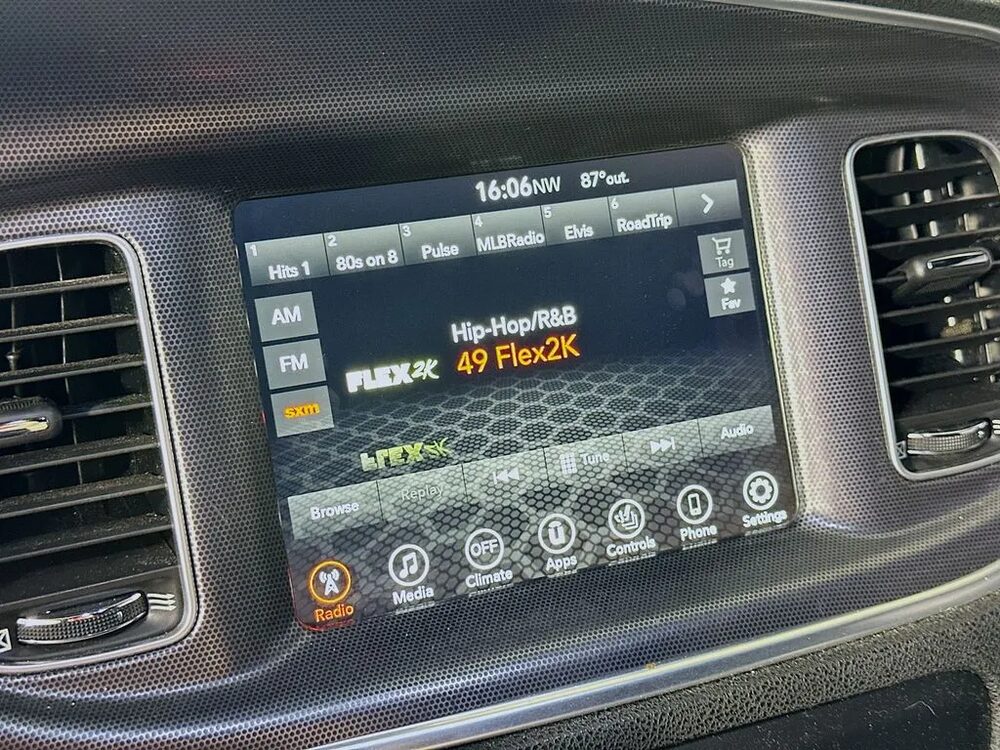 16:06NW 87°out.
1 Hits 1
2 80s on 8
3 Pulse
4 MLBRadio
5 Elvis
6 RoadTrip
Tag
Fav
AM
FM
sxm
Hip-Hop/R&B
49 Flex2K
FLEX2K
Browse
Replay
Tune
Audio
Radio
Media
OFF
Climate
Apps
Controls
Phone
Settings